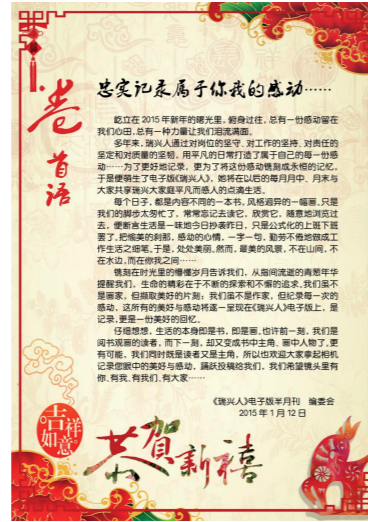 卷首语
忠实记录属于你我的感动……
屹立在 2015 年新年的曙光里，俯身过往，总有一份感动留在
我们心田，总有一种力量让我们泪流满面。
多年来，瑞兴人通过对岗位的坚守、对工作的坚持、对责任的
坚定和对质量的坚韧，用平凡的日常打造了属于自己的每一份感
动……为了更好地记录，更为了将这份感动镌刻成永恒的记忆，
于是便萌生了电子版《瑞兴人》，她将在以后的每月月中、月末与
大家共享瑞兴大家庭平凡而感人的点滴生活。
每个日子，都是内容不同的一本书，风格迥异的一幅画，只是
我们的脚步太匆忙了，常常忘记去读它，欣赏它，随意地浏览过
去，便断言生活是一味地今日抄袭昨日，只是公式化的上班下班
罢了，把愉美的刹那，感动的心情，一字一句，勤劳不倦地做成工
作生活之细笔，于是，处处美丽。然而，最美的风景，不在山间，不
在水边，而在你我之间……
镌刻在时光里的懵懂岁月告诉我们，从指间流逝的青葱年华
提醒我们，生命的精彩在于不断的探索和不懈的追求。我们虽不
是画家，但撷取美好的片刻；我们虽不是作家，但纪录每一次的
感动，这所有的美好与感动将逐一呈现在《瑞兴人》电子版上，是
记录，更是一份美好的回忆。
仔细想想，生活的本身即是书，即是画，也许前一刻，我们是
阅书观画的读者，而下一刻，却又变成书中主角、画中人物了，更
有可能，我们同时既是读者又是主角，所以也欢迎大家拿起相机
记录您眼中的美好与感动，踊跃投稿给我们，我们希望镜头里有
你、有我、有我们、有大家……
《瑞兴人》电子版半月刊　编委会
2015 年 1 月 12 日
吉祥如意
恭贺新禧